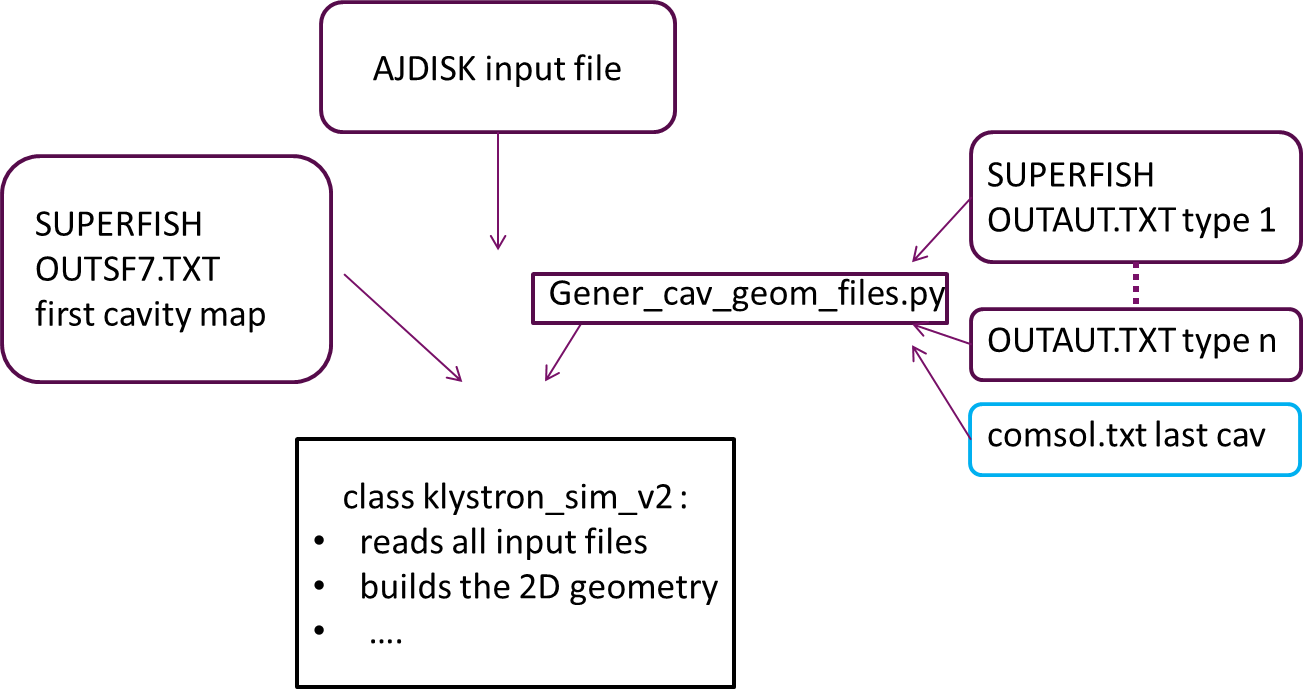 AJDISK input file
SUPERFISH
OUTSF7.TXT
first cavity map
SUPERFISH
OUTAUT.TXT type 1
Gener_cav_geom_files.py
OUTAUT.TXT type n
comsol.txt last cav
class klystron_sim_v2 :
• reads all input files
• builds the 2D geometry
• ....